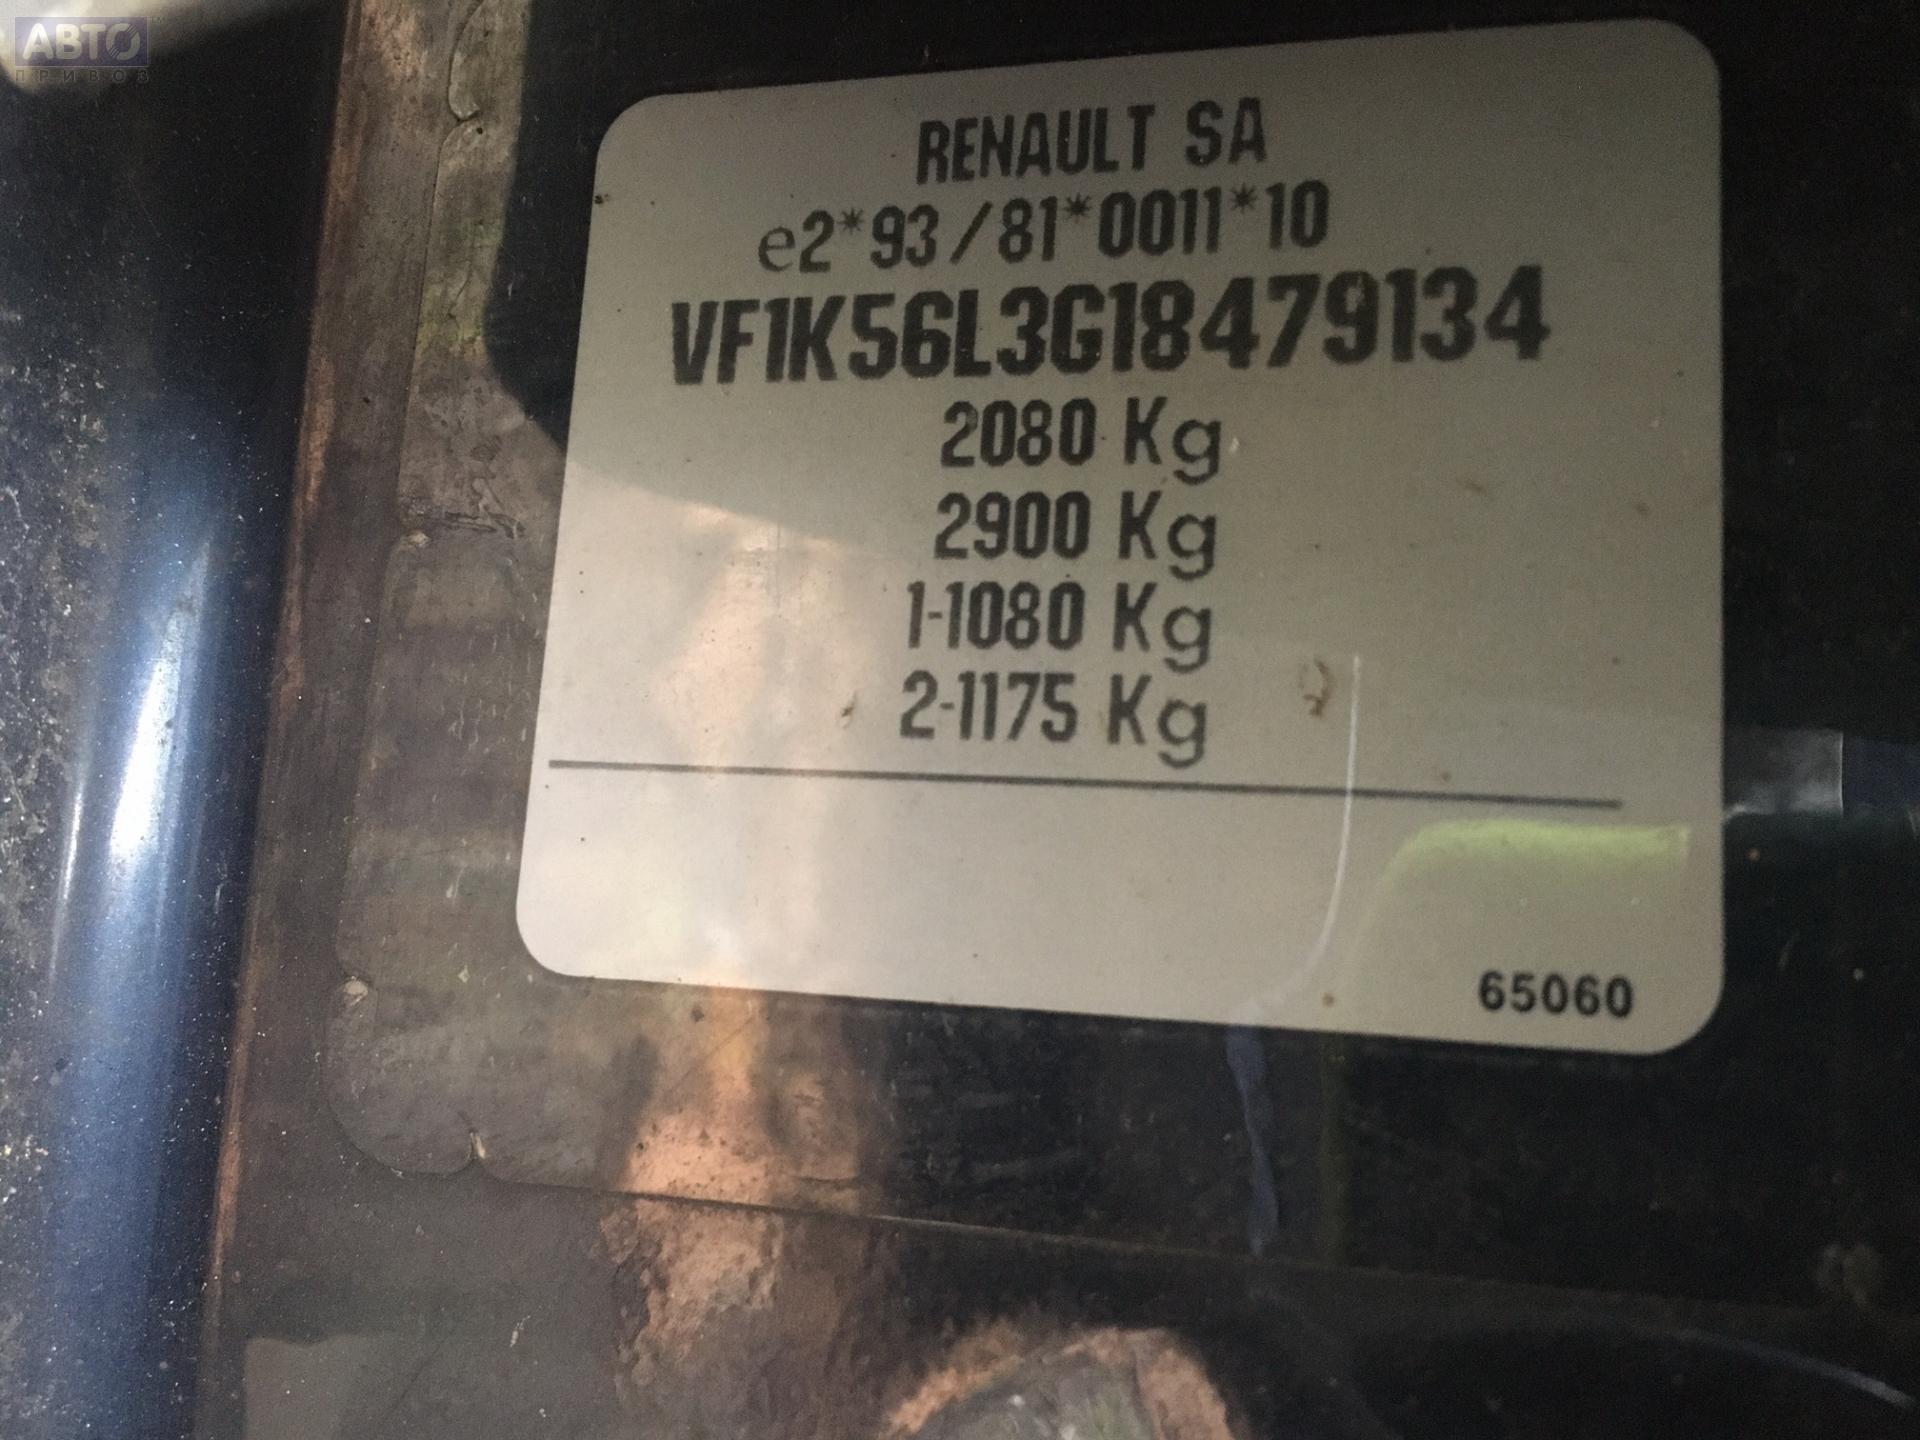 АВТО
ПРИВОЗ
RENAULT SA
e2*93/81*0011*10
VF1K56L3G18479134
2080 Kg
2900 Kg
1-1080 Kg
2-1175 Kg
65060